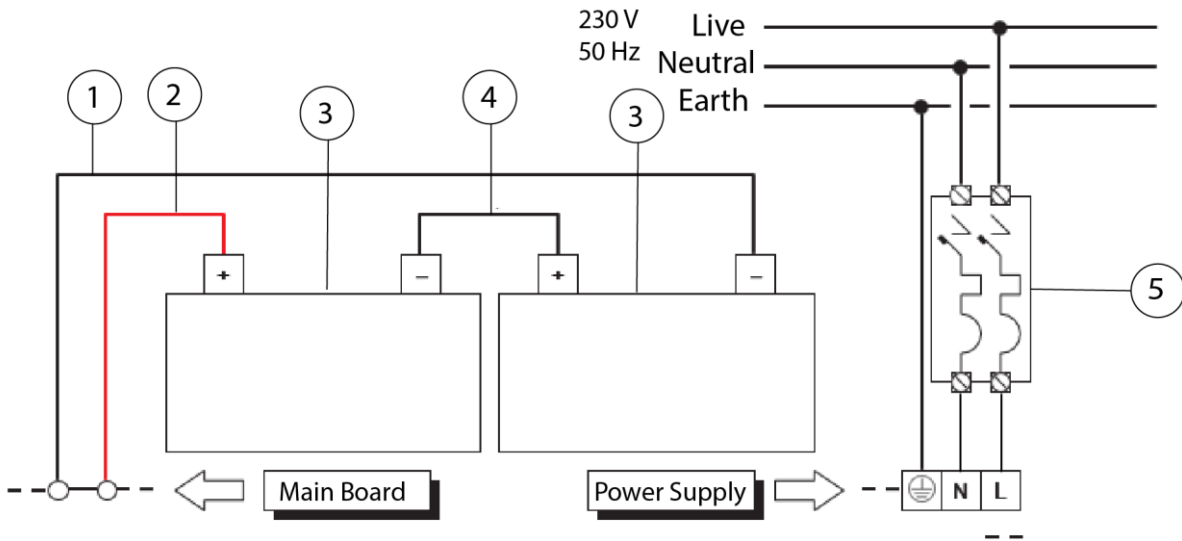 230 V
50 Hz
Live
Neutral
Earth
1
2
3
4
3
+
–
+
–
5
Main Board
Power Supply
N
L